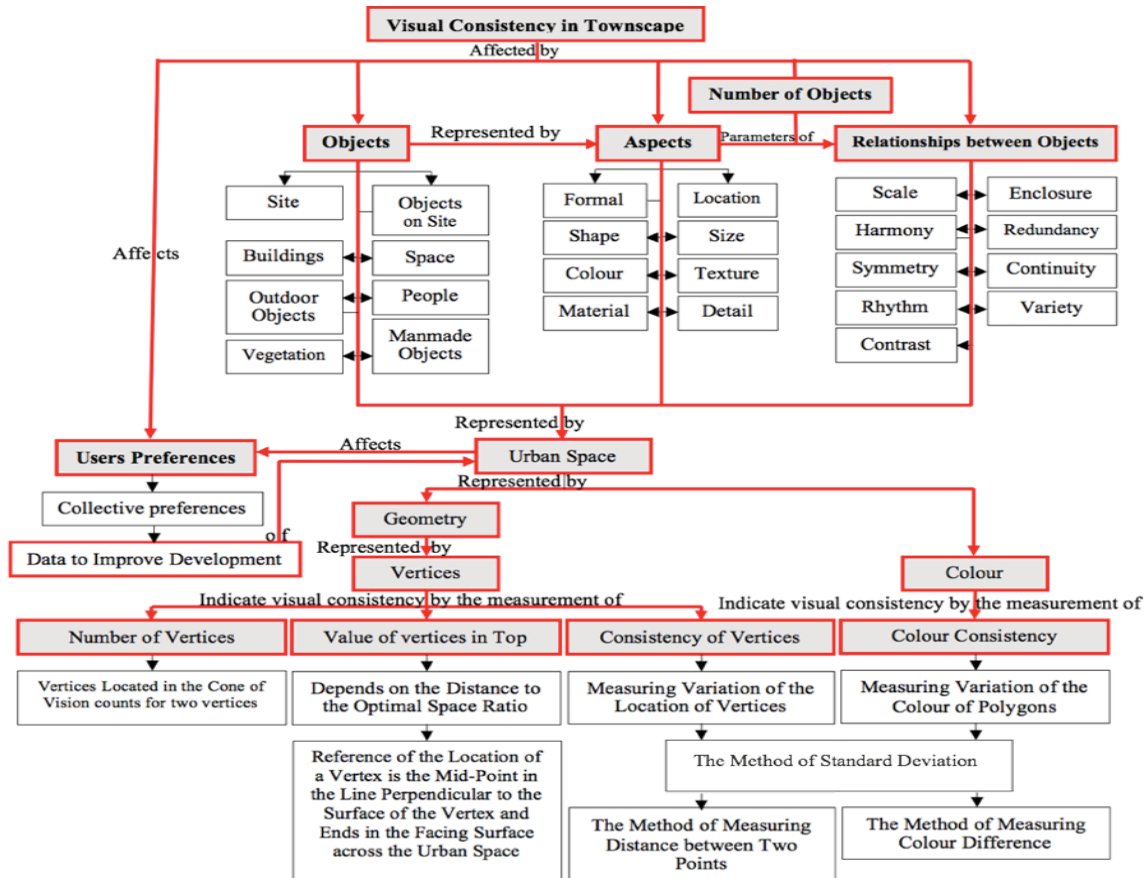 Visual Consistency in Townscape
Affected by
Number of Objects
Objects
Represented by
Aspects
Parameters of
Relationships between Objects
Site
Objects
on Site
Formal
Location
Scale
Enclosure
Shape
Size
Harmony
Redundancy
Affects
Buildings
Space
Colour
Texture
Symmetry
Continuity
Outdoor
Objects
People
Material
Detail
Rhythm
Variety
Vegetation
Manmade
Objects
Contrast
Represented by
Affects
Users Preferences
Urban Space
Represented by
Collective preferences
Geometry
of
Represented by
Data to Improve Development
Vertices
Colour
Indicate visual consistency by the measurement of
Indicate visual consistency by the measurement of
Number of Vertices
Value of vertices in Top
Consistency of Vertices
Colour Consistency
Vertices Located in the Cone of
Vision counts for two vertices
Depends on the Distance to
the Optimal Space Ratio
Measuring Variation of the
Location of Vertices
Measuring Variation of the
Colour of Polygons
Reference of the Location of
a Vertex is the Mid-Point in
the Line Perpendicular to the
Surface of the Vertex and
Ends in the Facing Surface
across the Urban Space
The Method of Standard Deviation
The Method of Measuring
Distance between Two
Points
The Method of Measuring
Colour Difference